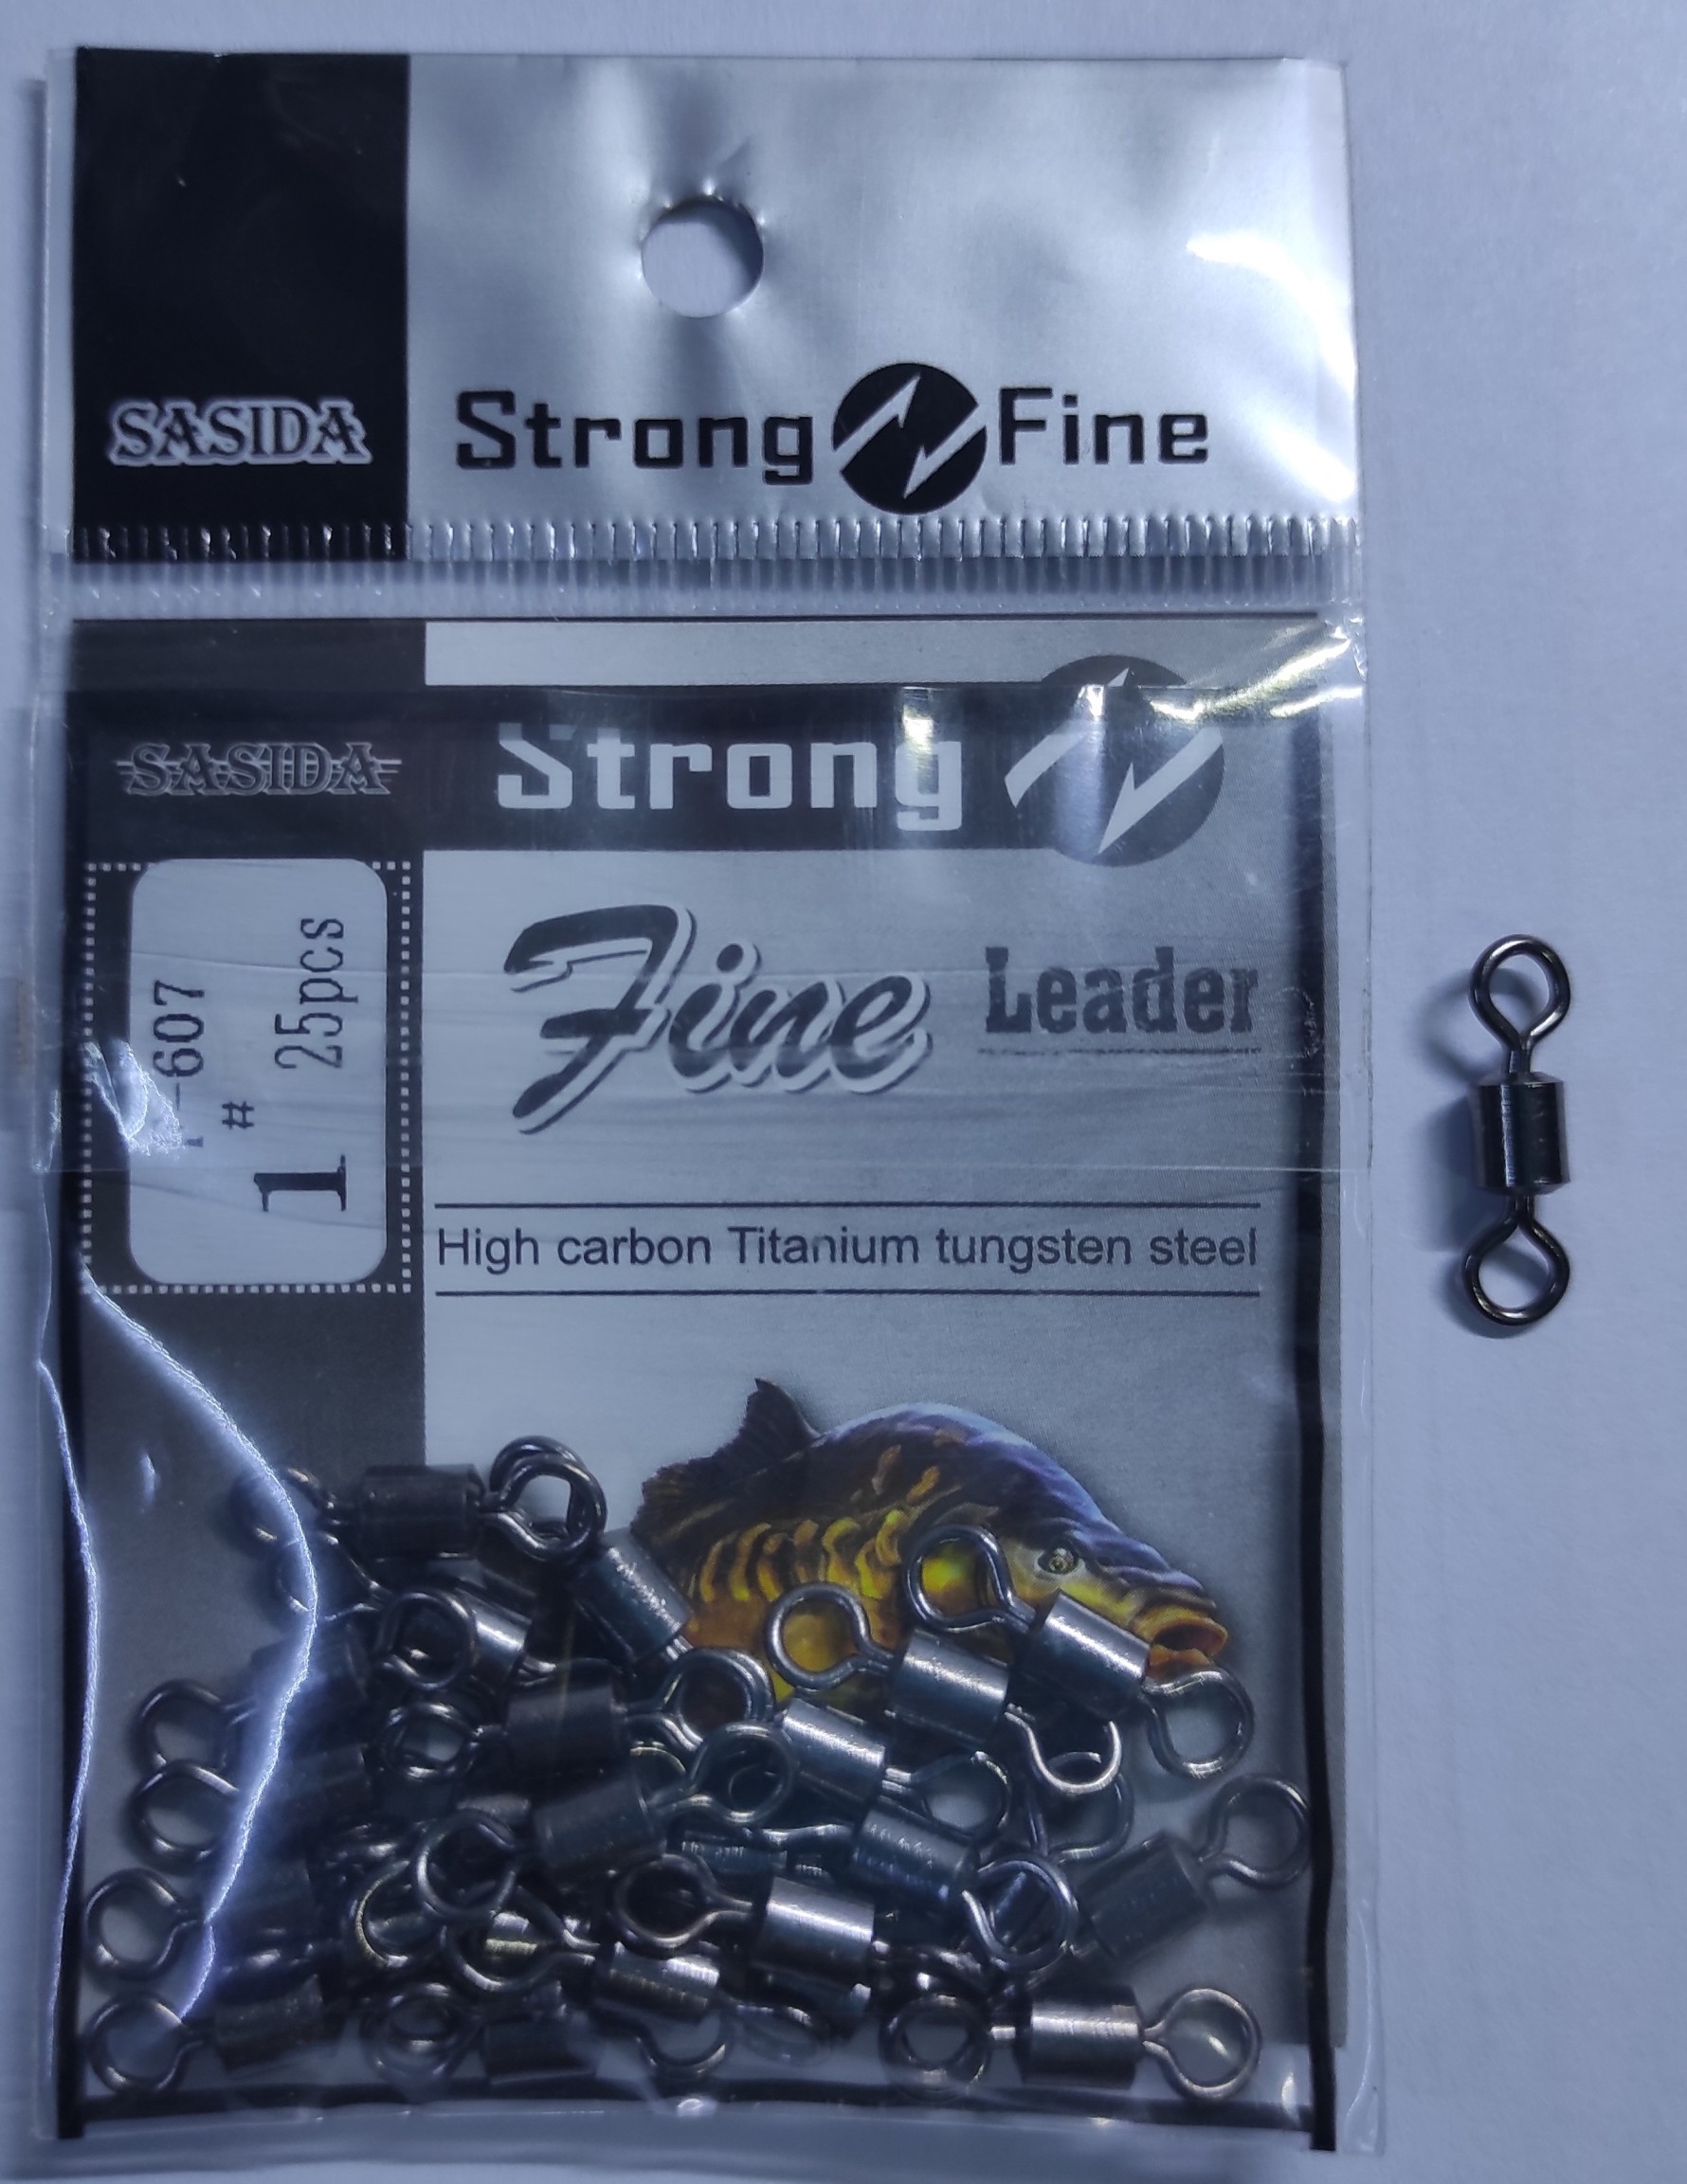 SASIDA
Strong Fine
SASIDA
Strong
-607
# 25pcs
1
Fine Leader
High carbon Titanium tungsten steel